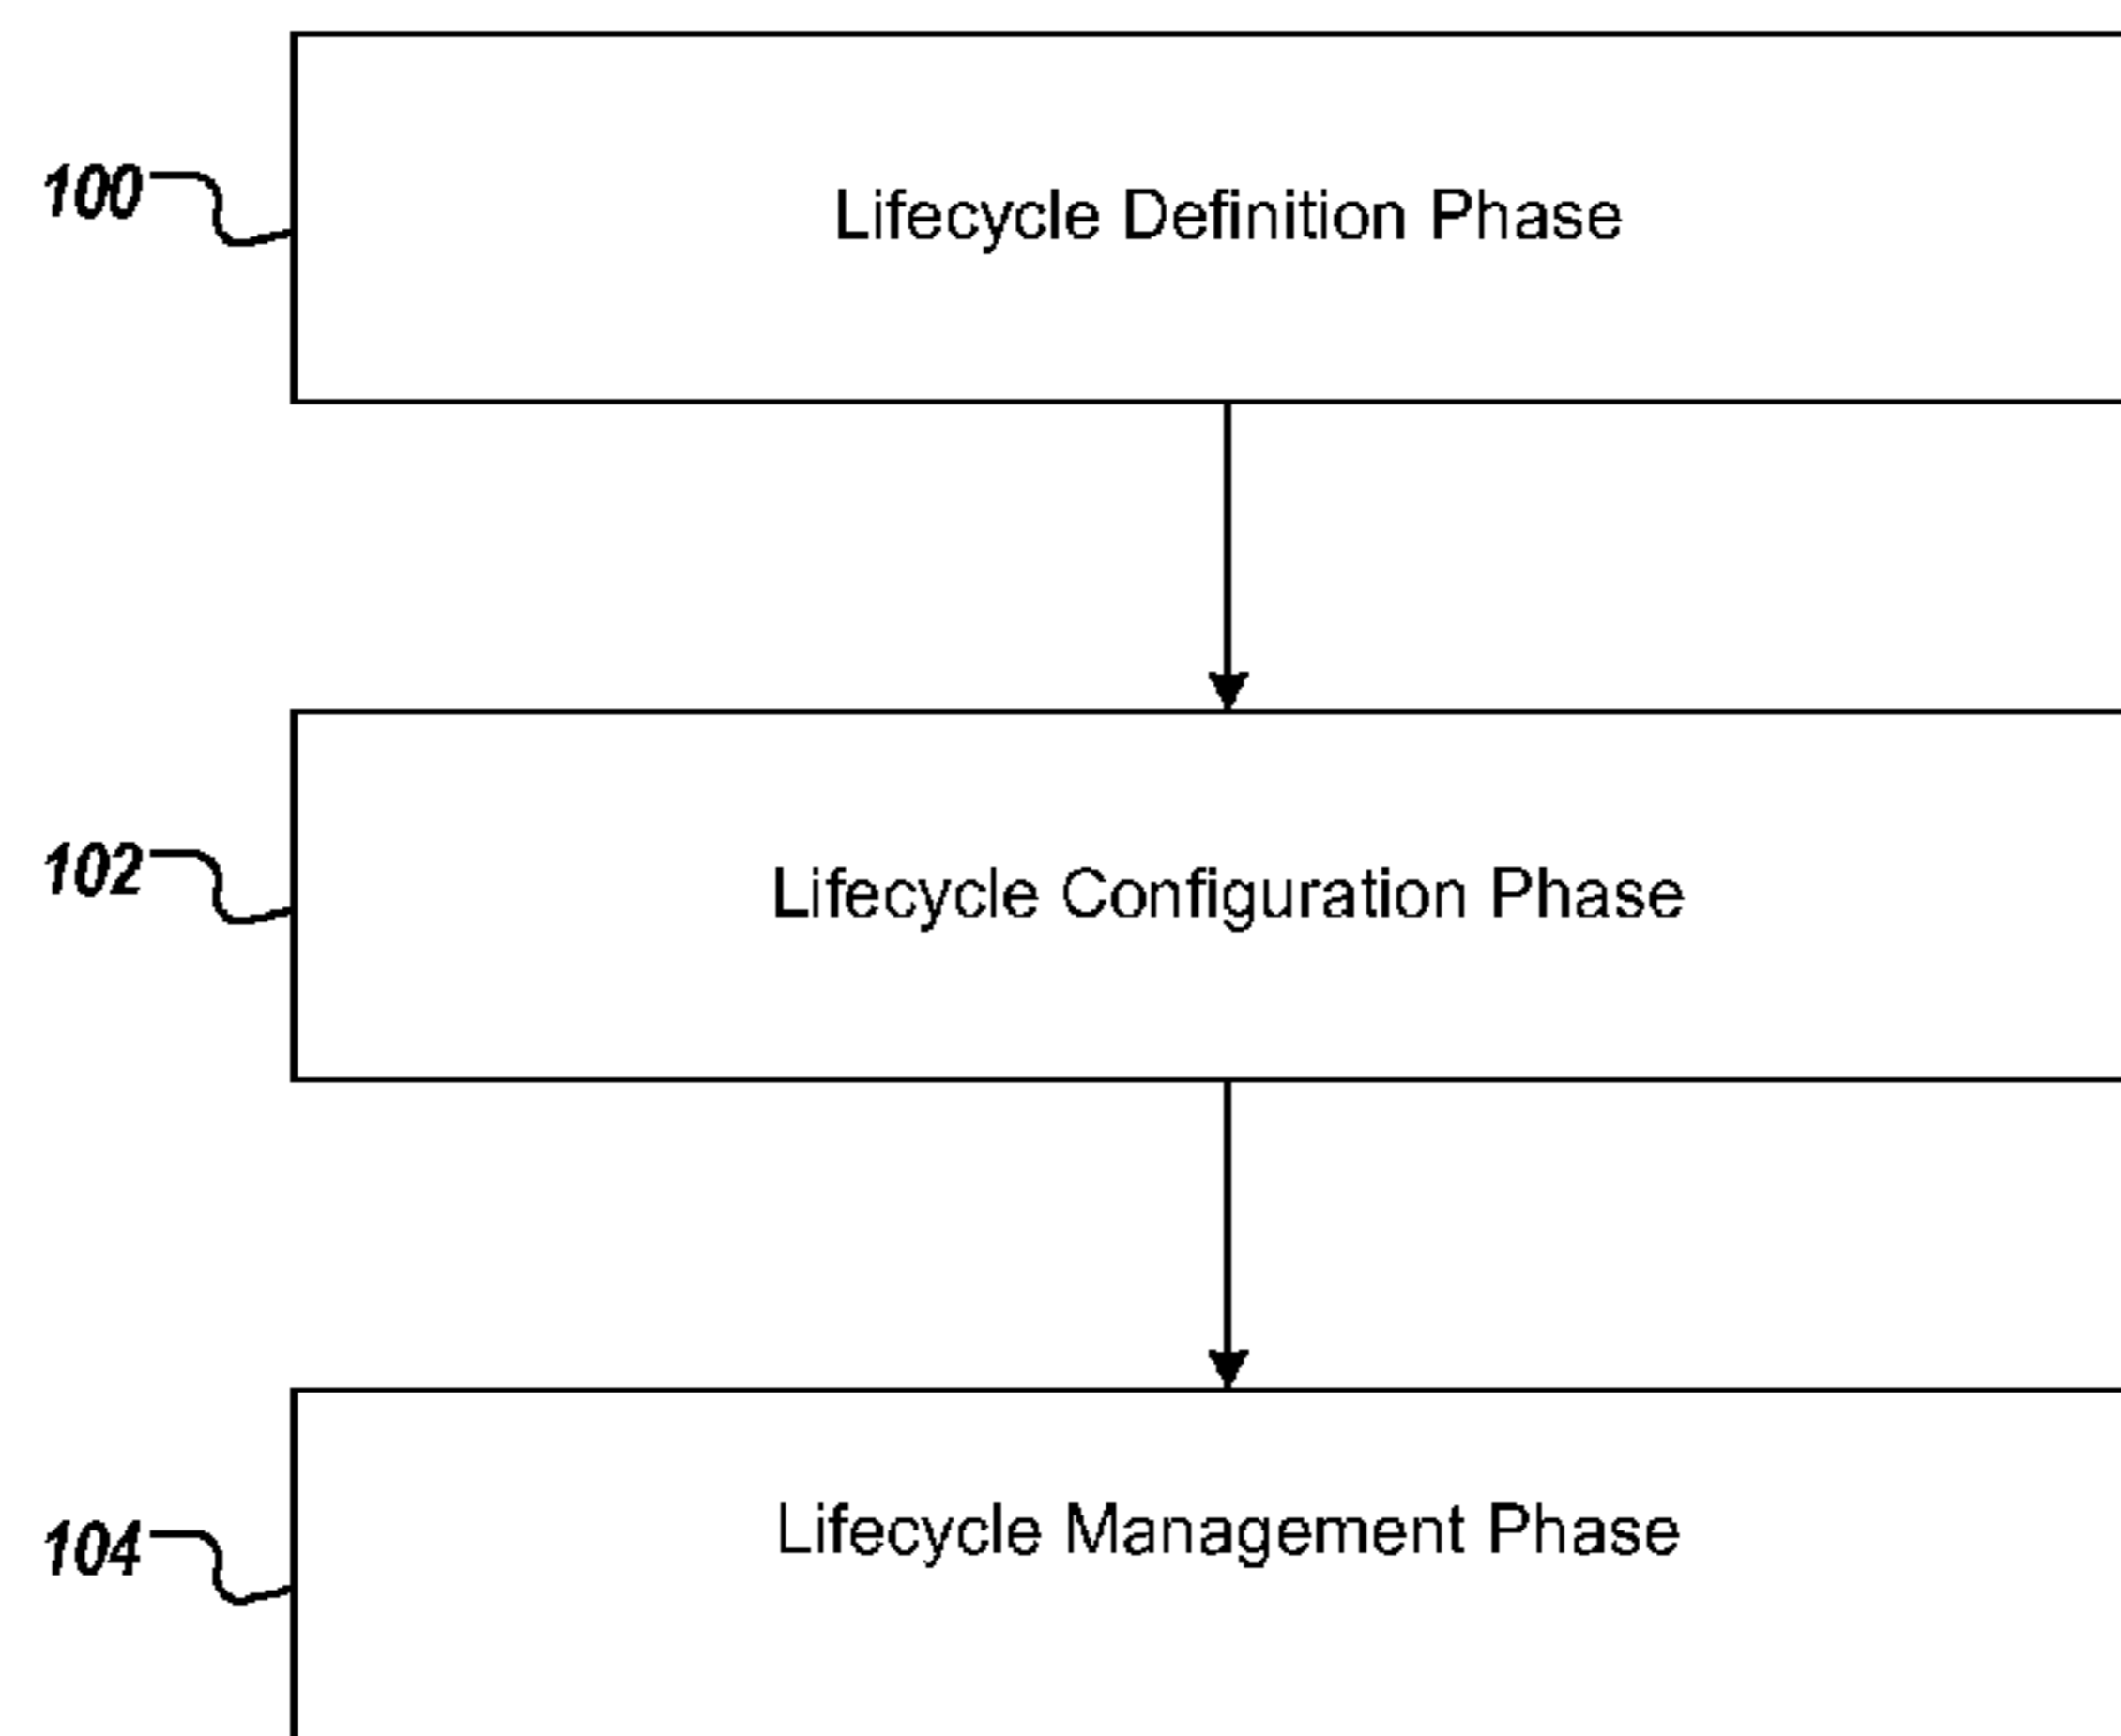 100
Lifecycle Definition Phase
102
Lifecycle Configuration Phase
104
Lifecycle Management Phase